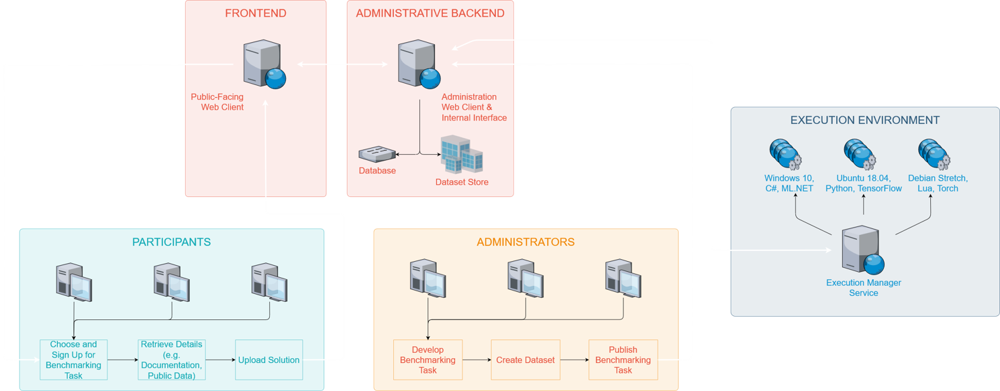 FRONTEND
Public-Facing
Web Client
ADMINISTRATIVE BACKEND
Administration
Web Client &
Internal Interface
Database
Dataset Store
EXECUTION ENVIRONMENT
Windows 10,
C#, ML.NET
Ubuntu 18.04,
Python, TensorFlow
Debian Stretch,
Lua, Torch
Execution Manager
Service
PARTICIPANTS
Choose and
Sign Up for
Benchmarking
Task
Retrieve Details
(e.g.
Documentation,
Public Data)
Upload Solution
ADMINISTRATORS
Develop
Benchmarking
Task
Create Dataset
Publish
Benchmarking
Task